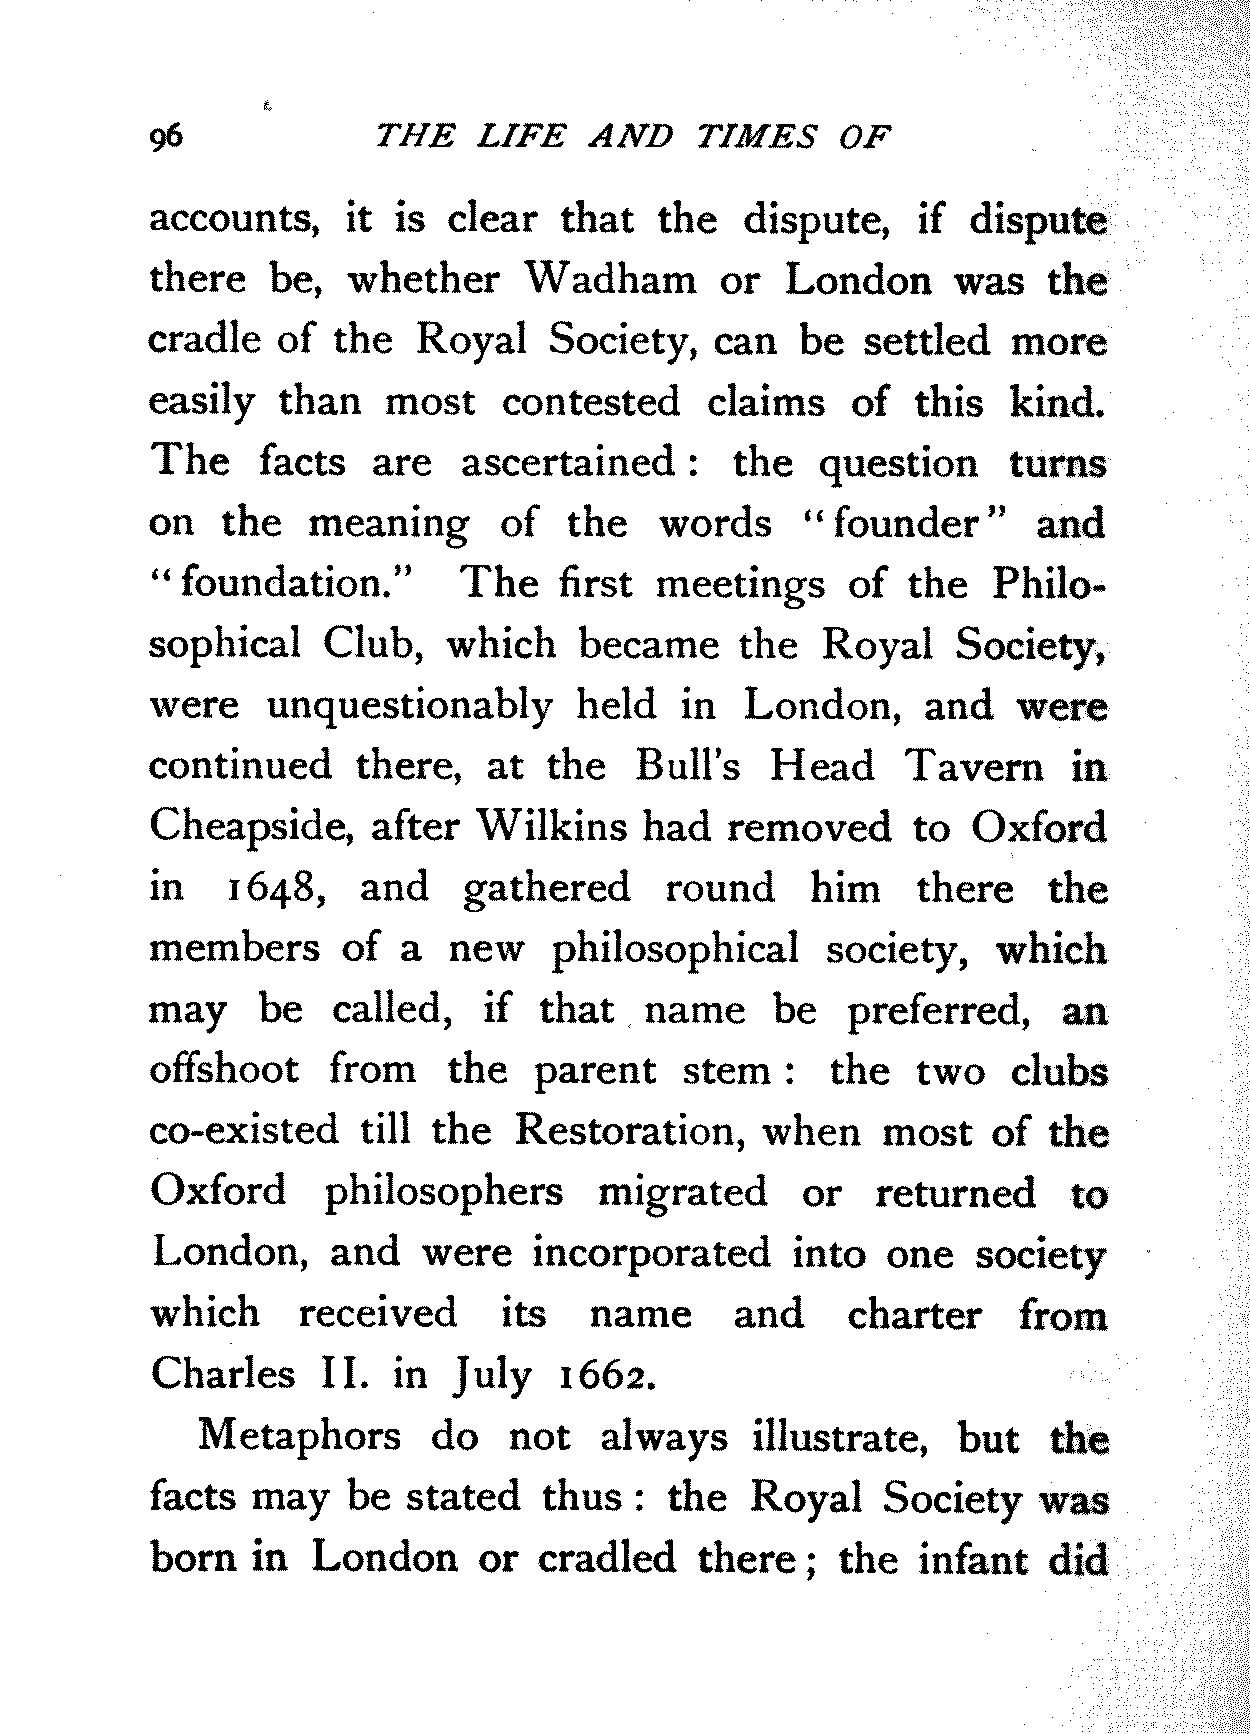 96 THE LIFE AND TIMES OF
accounts, it is clear that the dispute, if dispute
there be, whether Wadham or London was the
cradle of the Royal Society, can be settled more
easily than most contested claims of this kind.
The facts are ascertained : the question turns
on the meaning of the words "founder" and
"foundation." The first meetings of the Philo-
sophical Club, which became the Royal Society,
were unquestionably held in London, and were
continued there, at the Bull's Head Tavern in
Cheapside, after Wilkins had removed to Oxford
in 1648, and gathered round him there the
members of a new philosophical society, which
may be called, if that name be preferred, an
offshoot from the parent stem : the two clubs
co-existed till the Restoration, when most of the
Oxford philosophers migrated or returned to
London, and were incorporated into one society
which received its name and charter from
Charles II. in July 1662.
Metaphors do not always illustrate, but the
facts may be stated thus : the Royal Society was
born in London or cradled there ; the infant did